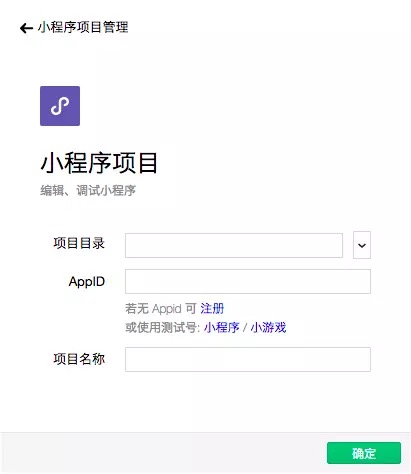 小程序项目管理
小程序项目
编辑、调试小程序
项目目录
AppID
若无 Appid 可 注册
或使用测试号: 小程序 / 小游戏
项目名称
确定